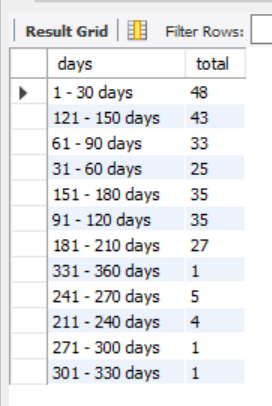 Result Grid Filter Rows:
days total
1 - 30 days 48
121 - 150 days 43
61 - 90 days 33
31 - 60 days 25
151 - 180 days 35
91 - 120 days 35
181 - 210 days 27
331 - 360 days 1
241 - 270 days 5
211 - 240 days 4
271 - 300 days 1
301 - 330 days 1